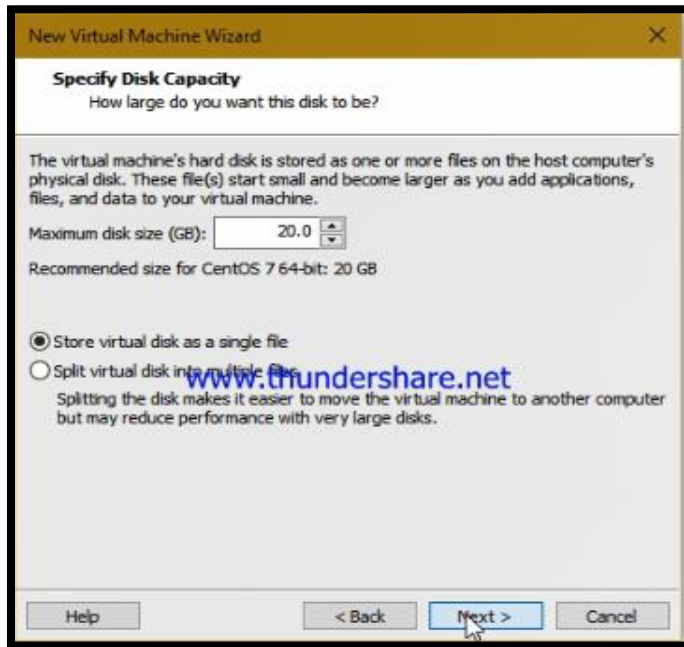 New Virtual Machine Wizard
Specify Disk Capacity
How large do you want this disk to be?
The virtual machine's hard disk is stored as one or more files on the host computer's
physical disk. These file(s) start small and become larger as you add applications,
files, and data to your virtual machine.
Maximum disk size (GB): 20.0
Recommended size for CentOS 7 64-bit: 20 GB
Store virtual disk as a single file
Split virtual disk into multiple files
www.thundershare.net
Splitting the disk makes it easier to move the virtual machine to another computer
but may reduce performance with very large disks.
Help < Back Next > Cancel